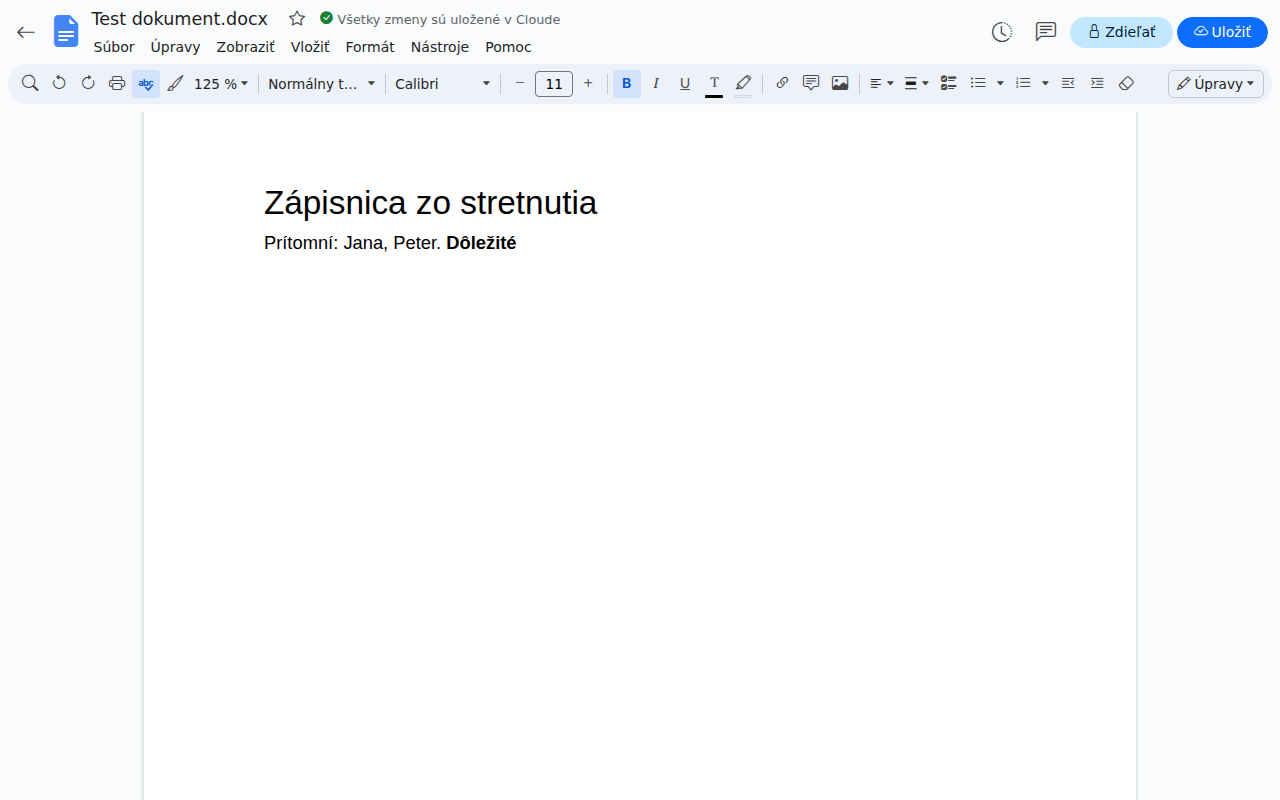 Test dokument.docx
Všetky zmeny sú uložené v Cloude
Súbor Úpravy Zobraziť Vložiť Formát Nástroje Pomoc
Zdieľať
Uložiť
abc 125 % Normálny t... Calibri − 11 + B I U T Úpravy
Zápisnica zo stretnutia
Prítomní: Jana, Peter. Dôležité